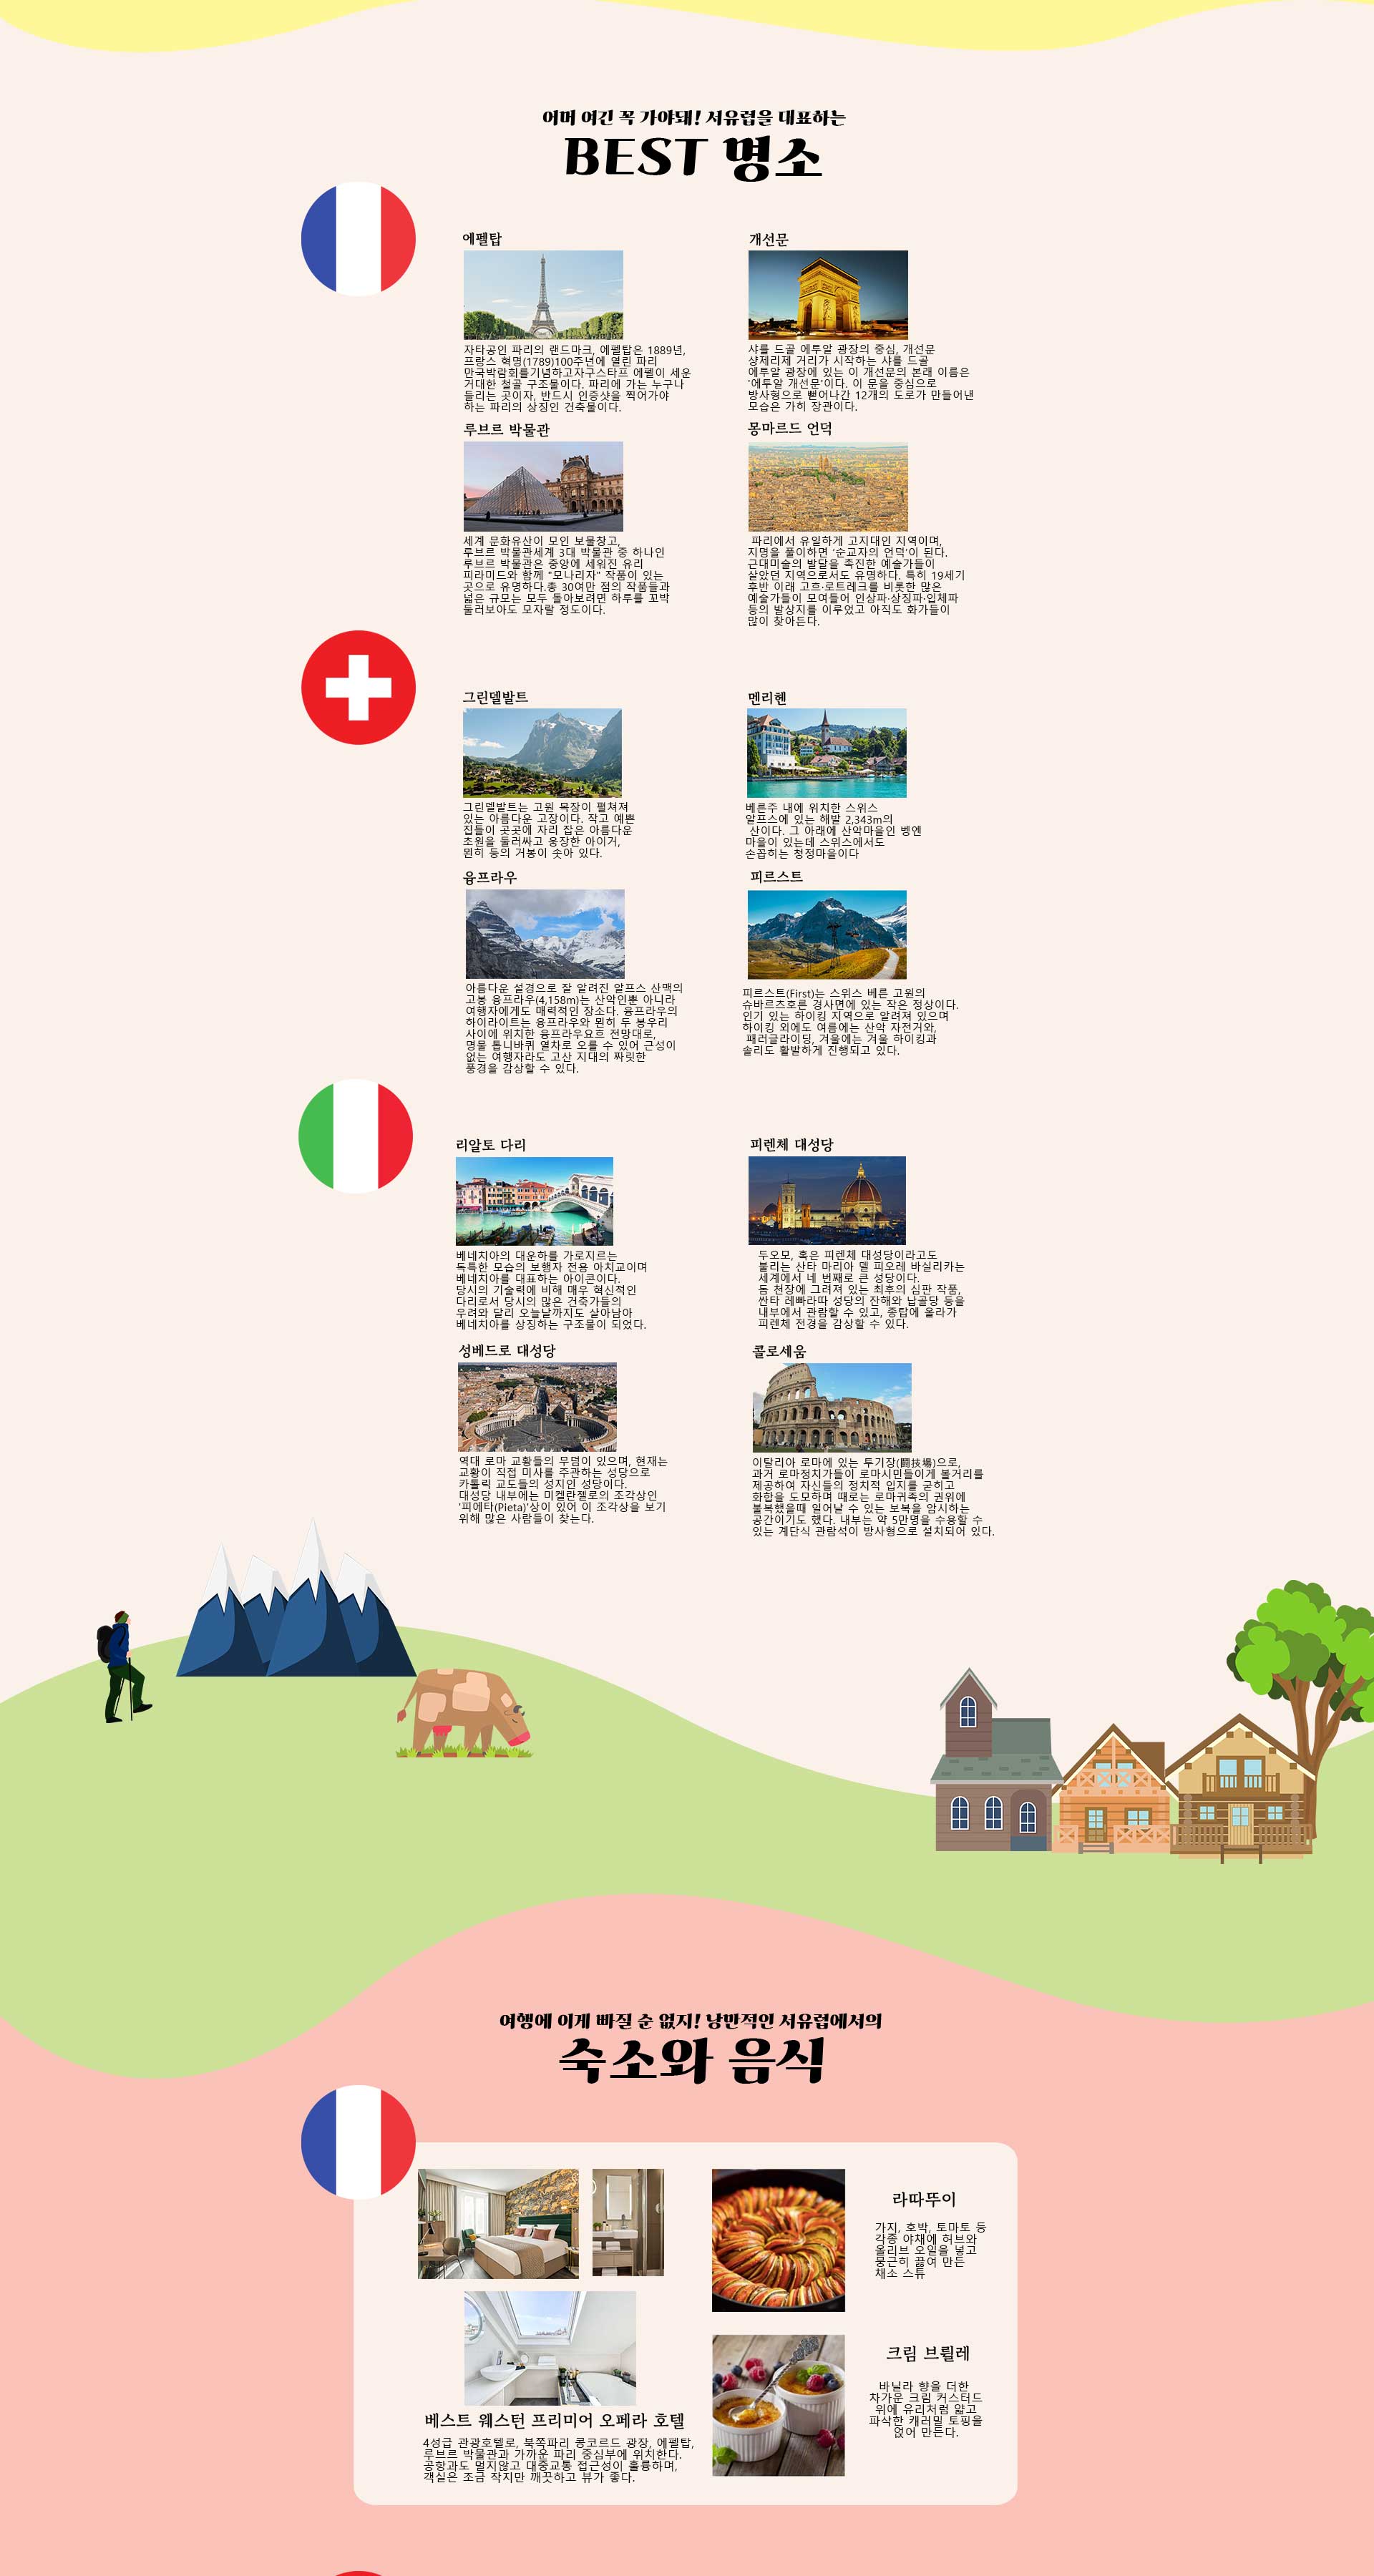 어머 여긴 꼭 가야돼! 서유럽을 대표하는
BEST 명소
에펠탑
자타공인 파리의 랜드마크, 에펠탑은 1889년,
프랑스 혁명(1789)100주년에 열린 파리
만국박람회를기념하고자구스타프 에펠이 세운
거대한 철골 구조물이다. 파리에 가는 누구나
들리는 곳이자, 반드시 인증샷을 찍어가야
하는 파리의 상징인 건축물이다.
개선문
샤를 드골 에투알 광장의 중심, 개선문
샹제리제 거리가 시작하는 샤를 드골
에투알 광장에 있는 이 개선문의 본래 이름은
'에투알 개선문'이다. 이 문을 중심으로
방사형으로 뻗어나간 12개의 도로가 만들어낸
모습은 가히 장관이다.
루브르 박물관
세계 문화유산이 모인 보물창고,
루브르 박물관세계 3대 박물관 중 하나인
루브르 박물관은 중앙에 세워진 유리
피라미드와 함께 "모나리자" 작품이 있는
곳으로 유명하다.총 30여만 점의 작품들과
넓은 규모는 모두 돌아보려면 하루를 꼬박
둘러보아도 모자랄 정도이다.
몽마르드 언덕
파리에서 유일하게 고지대인 지역이며,
지명을 풀이하면 '순교자의 언덕'이 된다.
근대미술의 발달을 촉진한 예술가들이
살았던 지역으로서도 유명하다. 특히 19세기
후반 이래 고흐·로트레크를 비롯한 많은
예술가들이 모여들어 인상파·상징파·입체파
등의 발상지를 이루었고 아직도 화가들이
많이 찾아든다.
그린델발트
그린델발트는 고원 목장이 펼쳐져
있는 아름다운 고장이다. 작고 예쁜
집들이 곳곳에 자리 잡은 아름다운
초원을 둘러싸고 웅장한 아이거,
묀히 등의 거봉이 솟아 있다.
멘리헨
베른주 내에 위치한 스위스
알프스에 있는 해발 2,343m의
산이다. 그 아래에 산악마을인 벵엔
마을이 있는데 스위스에서도
손꼽히는 청정마을이다
융프라우
아름다운 설경으로 잘 알려진 알프스 산맥의
고봉 융프라우(4,158m)는 산악인뿐 아니라
여행자에게도 매력적인 장소다. 융프라우의
하이라이트는 융프라우와 묀히 두 봉우리
사이에 위치한 융프라우요흐 전망대로,
명물 톱니바퀴 열차로 오를 수 있어 근성이
없는 여행자라도 고산 지대의 짜릿한
풍경을 감상할 수 있다.
피르스트
피르스트(First)는 스위스 베른 고원의
슈바르츠호른 경사면에 있는 작은 정상이다.
인기 있는 하이킹 지역으로 알려져 있으며
하이킹 외에도 여름에는 산악 자전거와,
패러글라이딩, 겨울에는 겨울 하이킹과
솔리도 활발하게 진행되고 있다.
리알토 다리
베네치아의 대운하를 가로지르는
독특한 모습의 보행자 전용 아치교이며
베네치아를 대표하는 아이콘이다.
당시의 기술력에 비해 매우 혁신적인
다리로서 당시의 많은 건축가들의
우려와 달리 오늘날까지도 살아남아
베네치아를 상징하는 구조물이 되었다.
피렌체 대성당
두오모, 혹은 피렌체 대성당이라고도
불리는 산타 마리아 델 피오레 바실리카는
세계에서 네 번째로 큰 성당이다.
돔 천장에 그려져 있는 최후의 심판 작품,
싼타 레빠라따 성당의 잔해와 납골당 등을
내부에서 관람할 수 있고, 종탑에 올라가
피렌체 전경을 감상할 수 있다.
성베드로 대성당
역대 로마 교황들의 무덤이 있으며, 현재는
교황이 직접 미사를 주관하는 성당으로
카톨릭 교도들의 성지인 성당이다.
대성당 내부에는 미켈란젤로의 조각상인
'피에타(Pieta)'상이 있어 이 조각상을 보기
위해 많은 사람들이 찾는다.
콜로세움
이탈리아 로마에 있는 투기장(鬪技場)으로,
과거 로마정치가들이 로마시민들이게 볼거리를
제공하여 자신들의 정치적 입지를 굳히고
화합을 도모하며 때로는 로마귀족의 권위에
불복했을때 일어날 수 있는 보복을 암시하는
공간이기도 했다. 내부는 약 5만명을 수용할 수
있는 계단식 관람석이 방사형으로 설치되어 있다.
여행에 이게 빠질 순 없지! 낭만적인 서유럽에서의
숙소와 음식
라따뚜이
가지, 호박, 토마토 등
각종 야채에 허브와
올리브 오일을 넣고
뭉근히 끓여 만든
채소 스튜
크림 브륄레
바닐라 향을 더한
차가운 크림 커스터드
위에 유리처럼 얇고
파삭한 캐러밀 토핑을
얹어 만든다.
베스트 웨스턴 프리미어 오페라 호텔
4성급 관광호텔로, 북쪽파리 콩코르드 광장, 에펠탑,
루브르 박물관과 가까운 파리 중심부에 위치한다.
공항과도 멀지않고 대중교통 접근성이 훌륭하며,
객실은 조금 작지만 깨끗하고 뷰가 좋다.